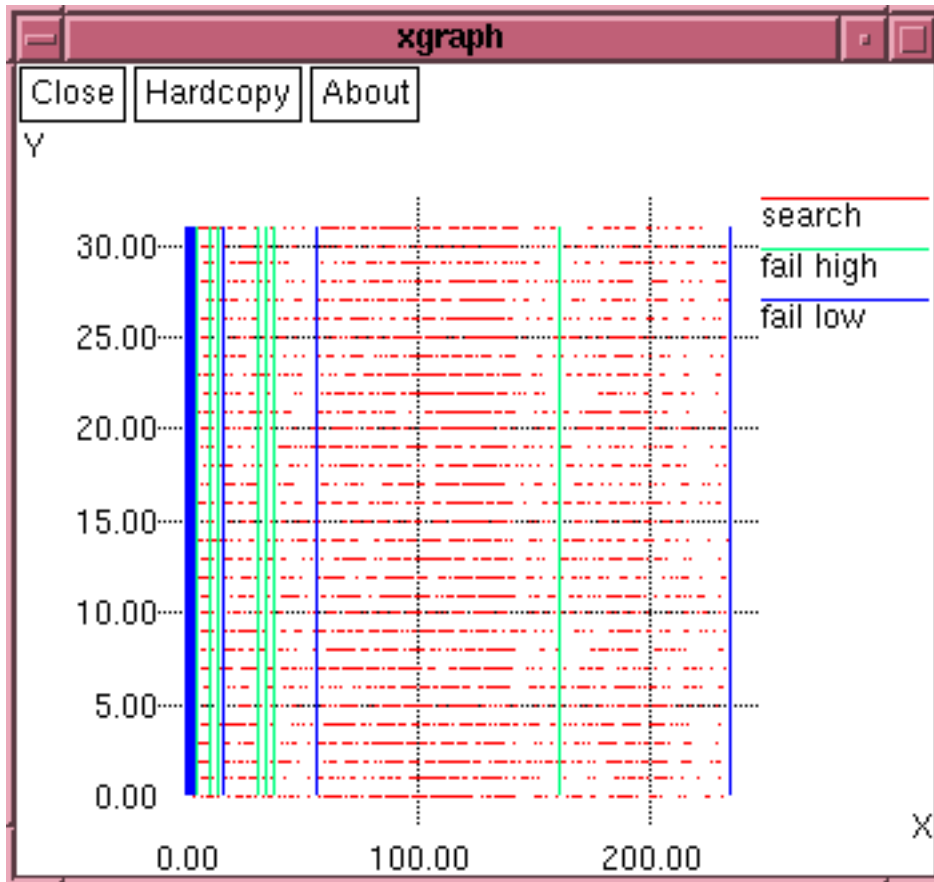 xgraph
Close Hardcopy About
Y
search
fail high
fail low
30.00
25.00
20.00
15.00
10.00
5.00
0.00
0.00 100.00 200.00
X